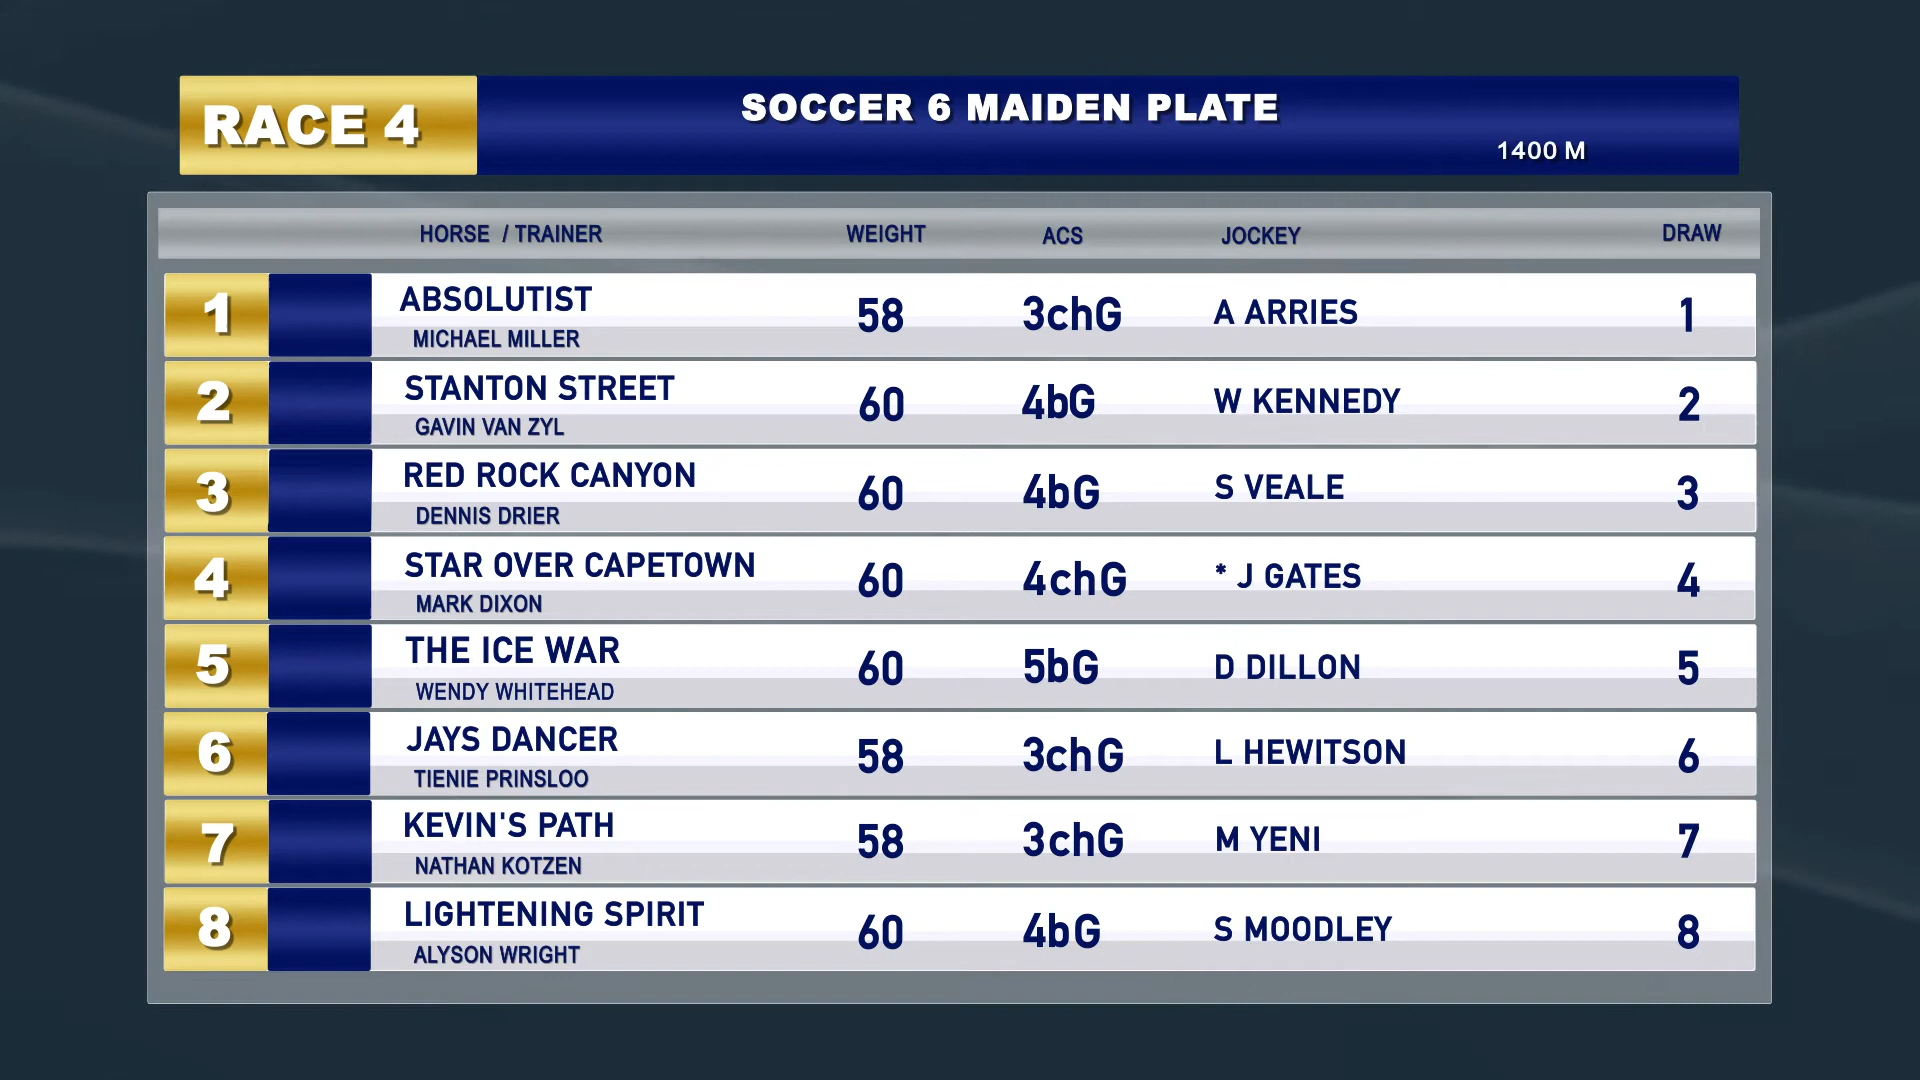 RACE 4
SOCCER 6 MAIDEN PLATE
1400 M
HORSE / TRAINER WEIGHT ACS JOCKEY DRAW
1 ABSOLUTIST 58 3chG A ARRIES 1
MICHAEL MILLER
2 STANTON STREET 60 4bG W KENNEDY 2
GAVIN VAN ZYL
3 RED ROCK CANYON 60 4bG S VEALE 3
DENNIS DRIER
4 STAR OVER CAPETOWN 60 4chG * J GATES 4
MARK DIXON
5 THE ICE WAR 60 5bG D DILLON 5
WENDY WHITEHEAD
6 JAYS DANCER 58 3chG L HEWITSON 6
TIENIE PRINSLOO
7 KEVIN'S PATH 58 3chG M YENI 7
NATHAN KOTZEN
8 LIGHTENING SPIRIT 60 4bG S MOODLEY 8
ALYSON WRIGHT